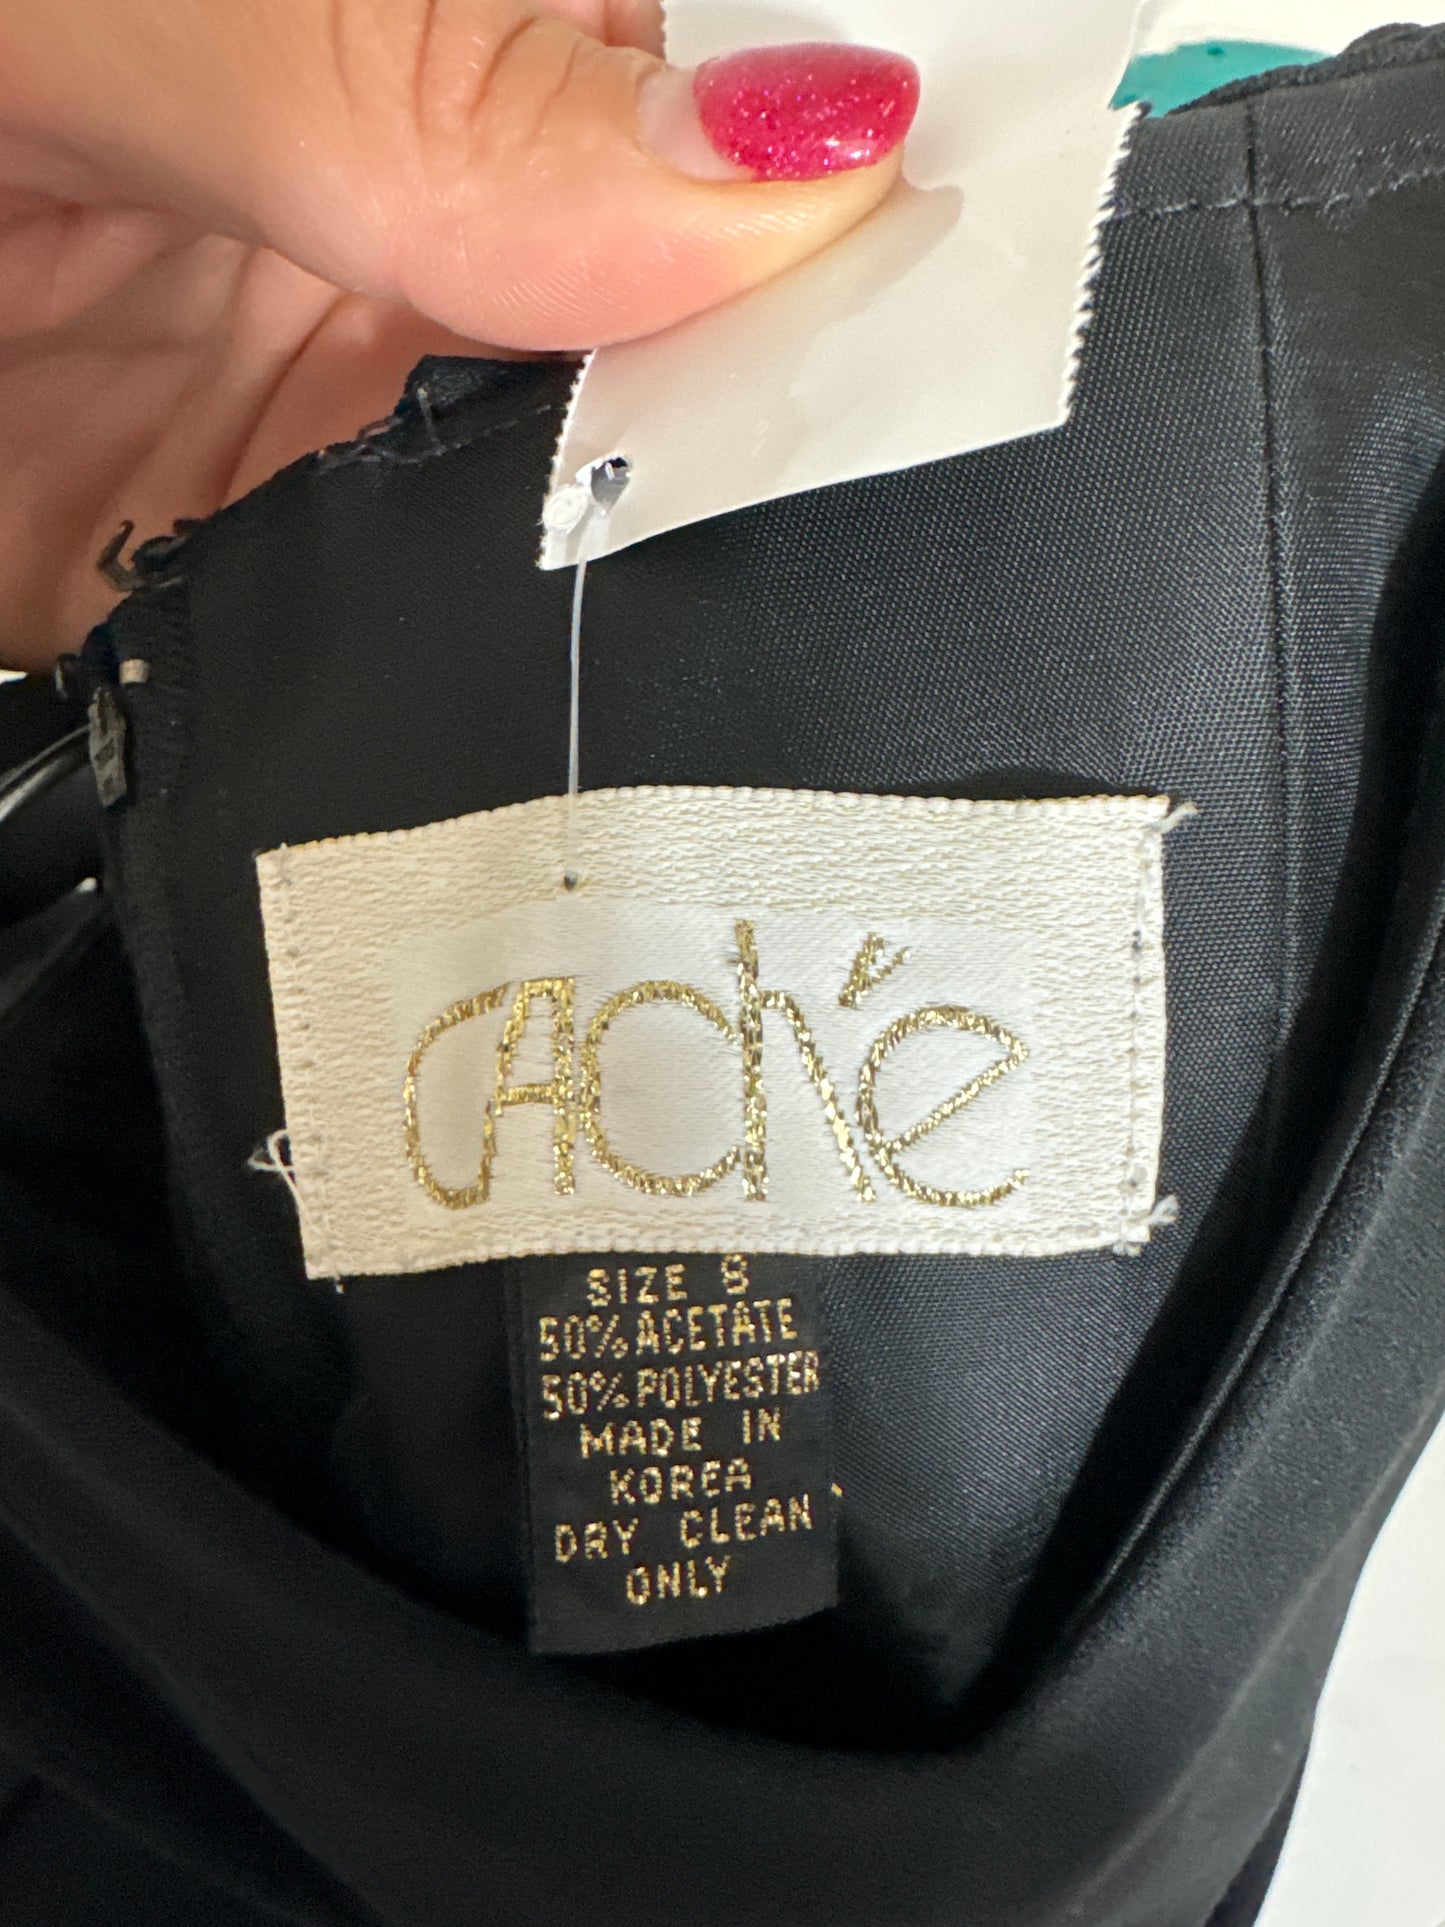 CAché
SIZE 8
50% ACETATE
50% POLYESTER
MADE IN
KOREA
DRY CLEAN
ONLY